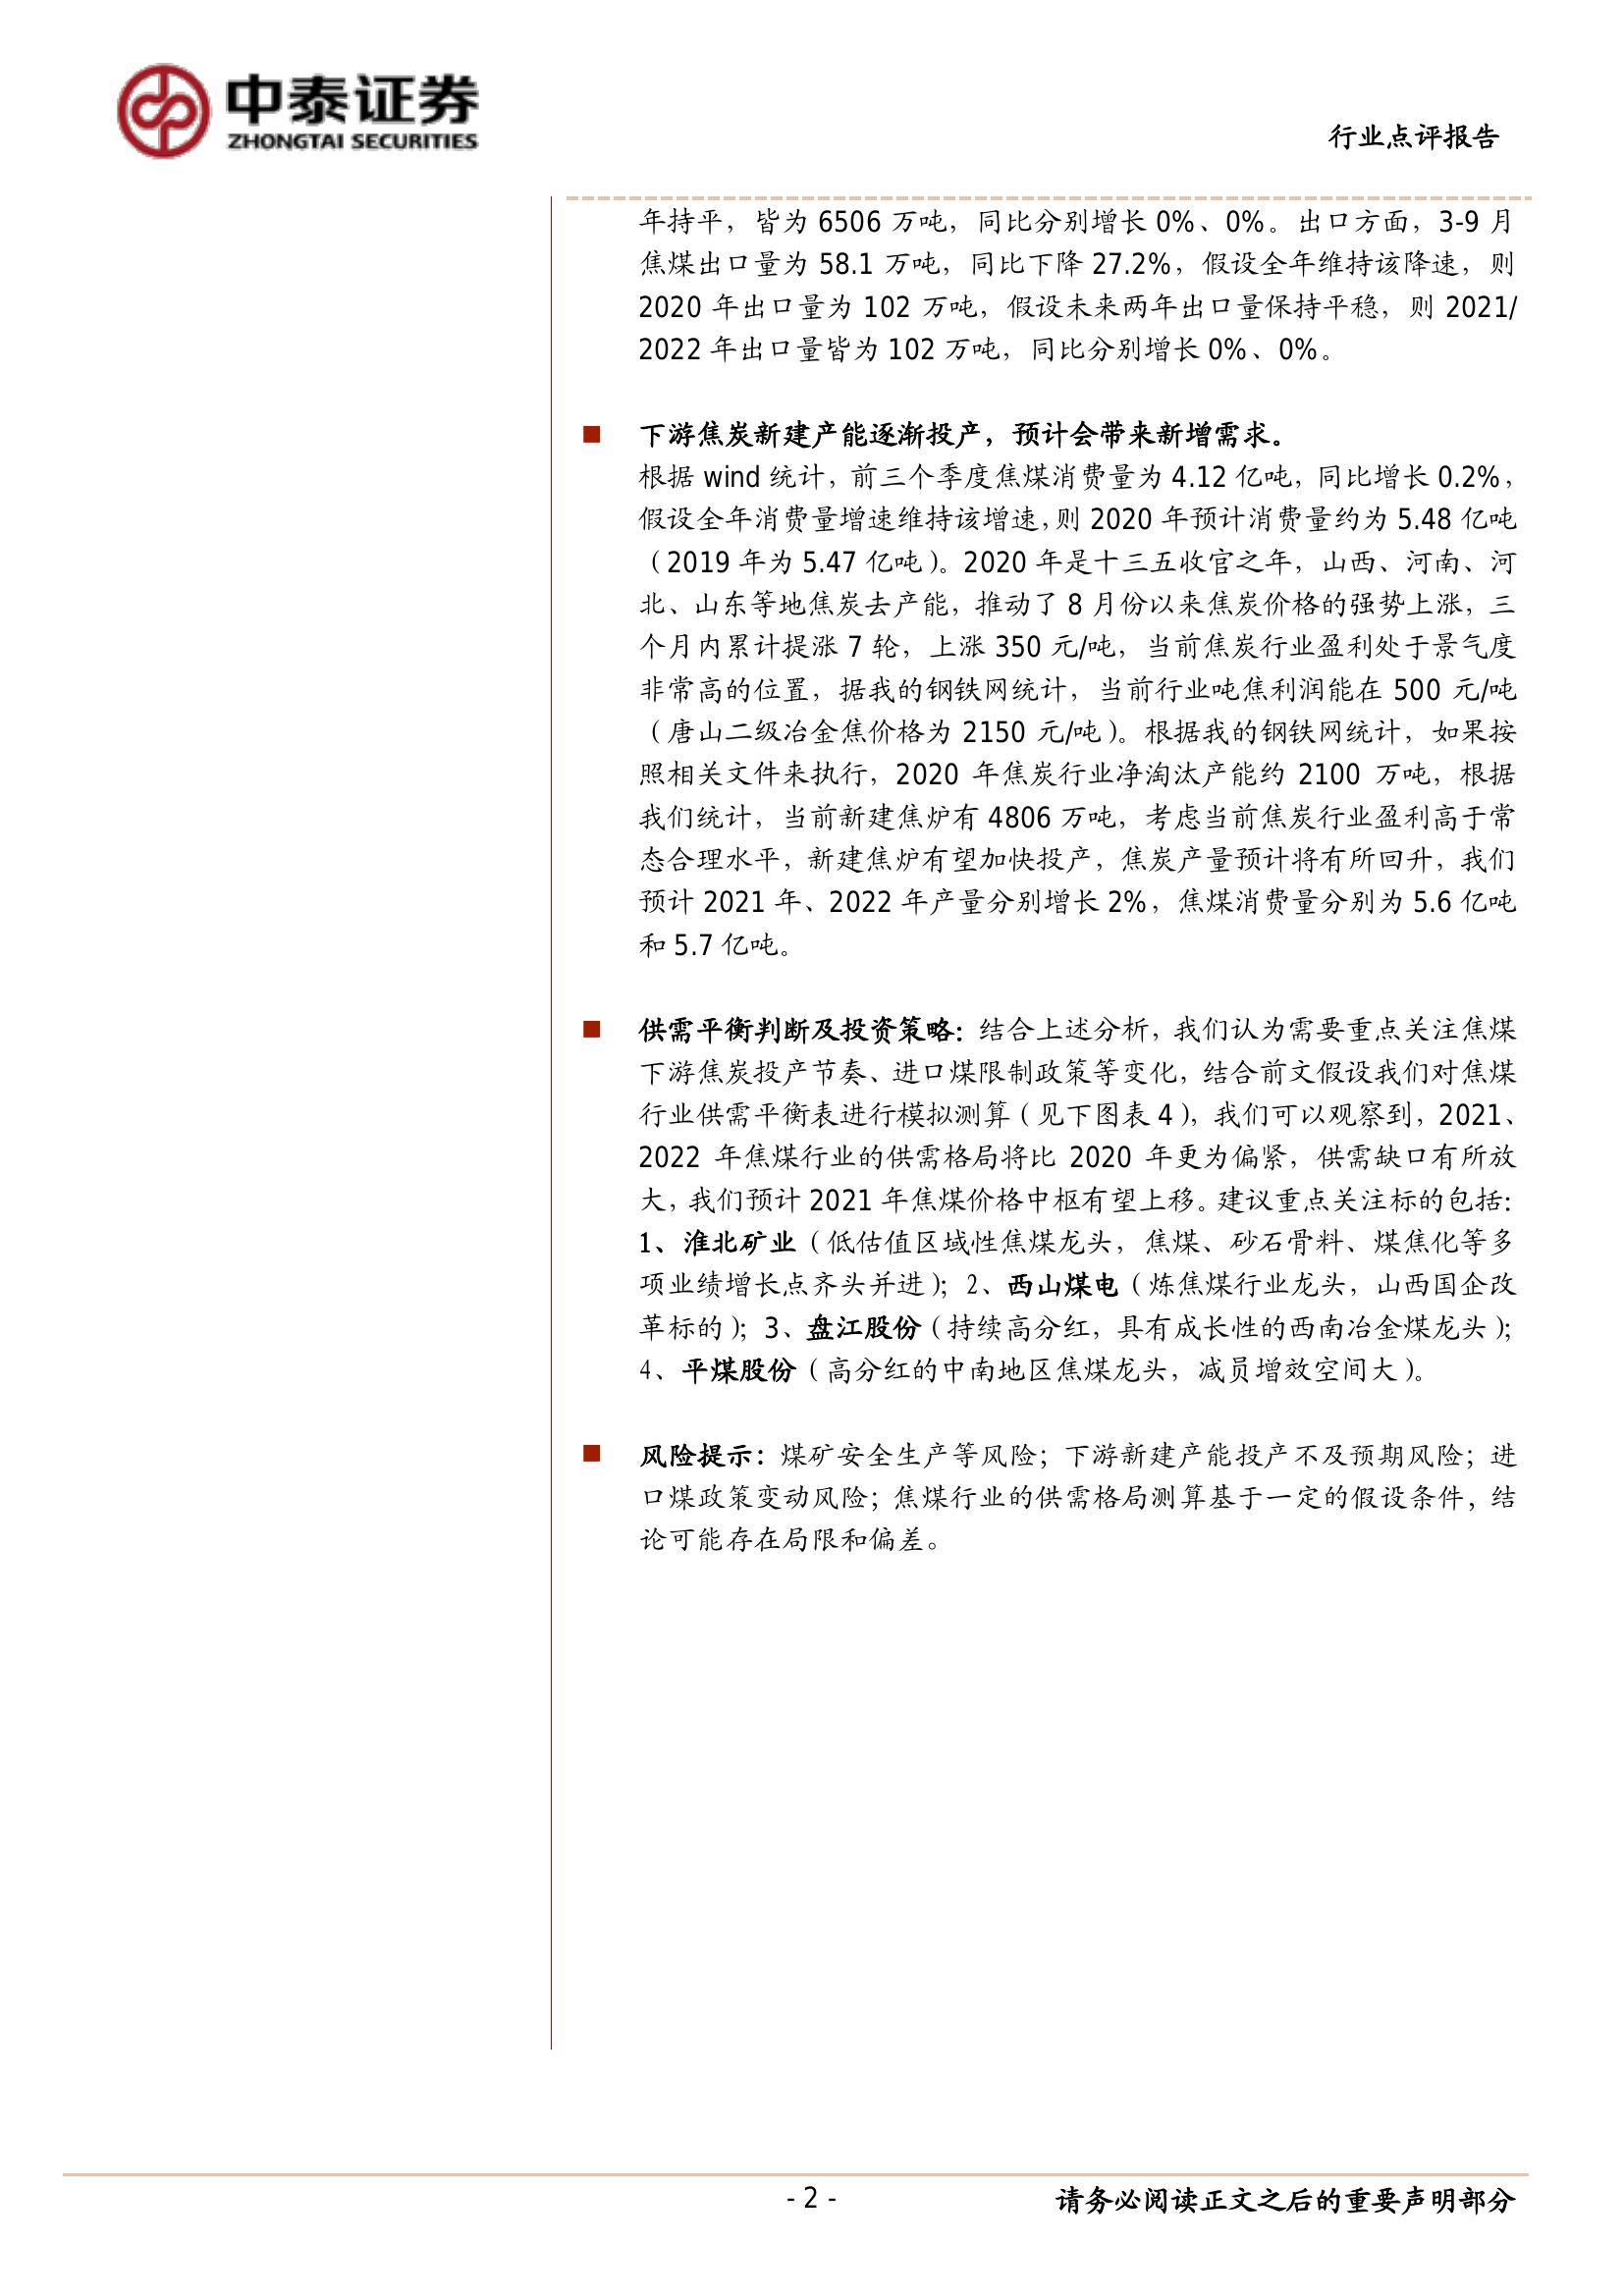 中泰证券
ZHONGTAI SECURITIES
行业点评报告
年持平，皆为 6506 万吨，同比分别增长 0%、0%。出口方面，3-9 月
焦煤出口量为 58.1 万吨，同比下降 27.2%，假设全年维持该降速，则
2020 年出口量为 102 万吨，假设未来两年出口量保持平稳，则 2021/
2022 年出口量皆为 102 万吨，同比分别增长 0%、0%。
■ 下游焦炭新建产能逐渐投产，预计会带来新增需求。
根据 wind 统计，前三个季度焦煤消费量为 4.12 亿吨，同比增长 0.2%，
假设全年消费量增速维持该增速，则 2020 年预计消费量约为 5.48 亿吨
（2019 年为 5.47 亿吨）。2020 年是十三五收官之年，山西、河南、河
北、山东等地焦炭去产能，推动了 8 月份以来焦炭价格的强势上涨，三
个月内累计提涨 7 轮，上涨 350 元/吨，当前焦炭行业盈利处于景气度
非常高的位置，据我的钢铁网统计，当前行业吨焦利润能在 500 元/吨
（唐山二级冶金焦价格为 2150 元/吨）。根据我的钢铁网统计，如果按
照相关文件来执行，2020 年焦炭行业净淘汰产能约 2100 万吨，根据
我们统计，当前新建焦炉有 4806 万吨，考虑当前焦炭行业盈利高于常
态合理水平，新建焦炉有望加快投产，焦炭产量预计将有所回升，我们
预计 2021 年、2022 年产量分别增长 2%，焦煤消费量分别为 5.6 亿吨
和 5.7 亿吨。
■ 供需平衡判断及投资策略：结合上述分析，我们认为需要重点关注焦煤
下游焦炭投产节奏、进口煤限制政策等变化，结合前文假设我们对焦煤
行业供需平衡表进行模拟测算（见下图表 4），我们可以观察到，2021、
2022 年焦煤行业的供需格局将比 2020 年更为偏紧，供需缺口有所放
大，我们预计 2021 年焦煤价格中枢有望上移。建议重点关注标的包括：
1、淮北矿业（低估值区域性焦煤龙头，焦煤、砂石骨料、煤焦化等多
项业绩增长点齐头并进）；2、西山煤电（炼焦煤行业龙头，山西国企改
革标的）；3、盘江股份（持续高分红，具有成长性的西南冶金煤龙头）；
4、平煤股份（高分红的中南地区焦煤龙头，减员增效空间大）。
■ 风险提示：煤矿安全生产等风险；下游新建产能投产不及预期风险；进
口煤政策变动风险；焦煤行业的供需格局测算基于一定的假设条件，结
论可能存在局限和偏差。
- 2 -
请务必阅读正文之后的重要声明部分